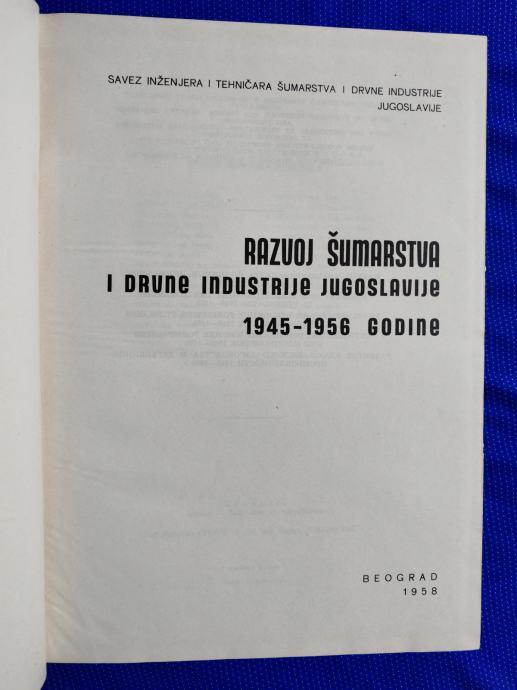 SAVEZ INŽENJERA I TEHNIČARA ŠUMARSTVA I DRVNE INDUSTRIJE
JUGOSLAVIJE
RAZVOJ ŠUMARSTVA
I DRVNE INDUSTRIJE JUGOSLAVIJE
1945-1956 GODINE
BEOGRAD
1958